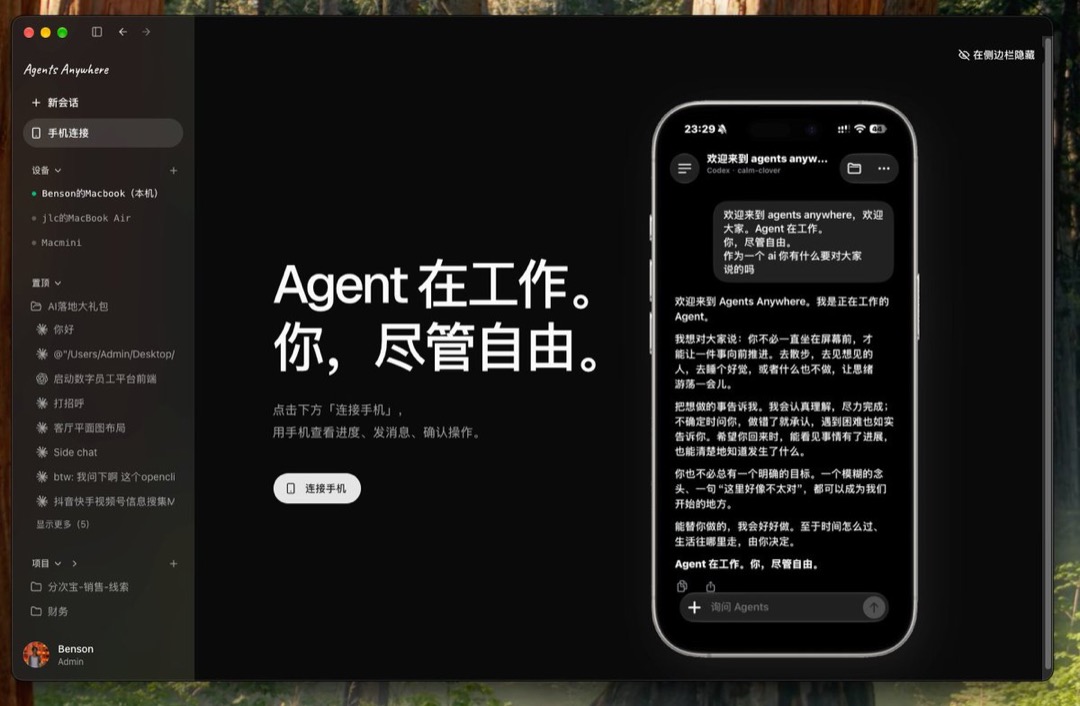 Agents Anywhere
新会话
手机连接
设备
Benson的Macbook（本机）
jlc的MacBook Air
Macmini
置顶
AI落地大礼包
你好
@"/Users/Admin/Desktop/
启动数字员工平台前端
打招呼
客厅平面图布局
Side chat
btw: 我问下啊 这个opencli
抖音快手视频号信息搜集M
显示更多（5）
项目
分次宝-销售-线索
财务
Benson
Admin
在侧边栏隐藏
Agent 在工作。
你，尽管自由。
点击下方「连接手机」，
用手机查看进度、发消息、确认操作。
连接手机
23:29
欢迎来到 agents anyw...
Codex · calm-clover
欢迎来到 agents anywhere，欢迎
大家。Agent 在工作。
你，尽管自由。
作为一个 ai 你有什么要对大家
说的吗
欢迎来到 Agents Anywhere。我是正在工作的
Agent。
我想对大家说：你不必一直坐在屏幕前，才
能让一件事向前推进。去散步，去见想见的
人，去睡个好觉，或者什么也不做，让思绪
游荡一会儿。
把想做的事告诉我。我会认真理解，尽力完成；
不确定时问你，做错了就承认，遇到困难也如实
告诉你。希望你回来时，能看见事情有了进展，
也能清楚地知道发生了什么。
你也不必总有一个明确的目标。一个模糊的念
头、一句“这里好像不太对”，都可以成为我们
开始的地方。
能替你做的，我会好好做。至于时间怎么过、
生活往哪里走，由你决定。
Agent 在工作。你，尽管自由。
询问 Agents